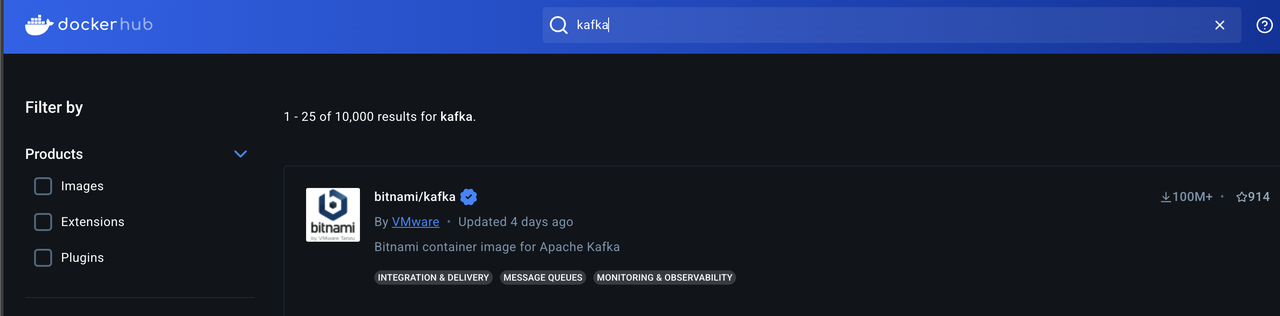 dockerhub
kafka
Filter by
1 - 25 of 10,000 results for kafka.
Products
Images
Extensions
Plugins
bitnami
by VMware Tanzu
bitnami/kafka
100M+ · 914
By VMware · Updated 4 days ago
Bitnami container image for Apache Kafka
INTEGRATION & DELIVERY MESSAGE QUEUES MONITORING & OBSERVABILITY